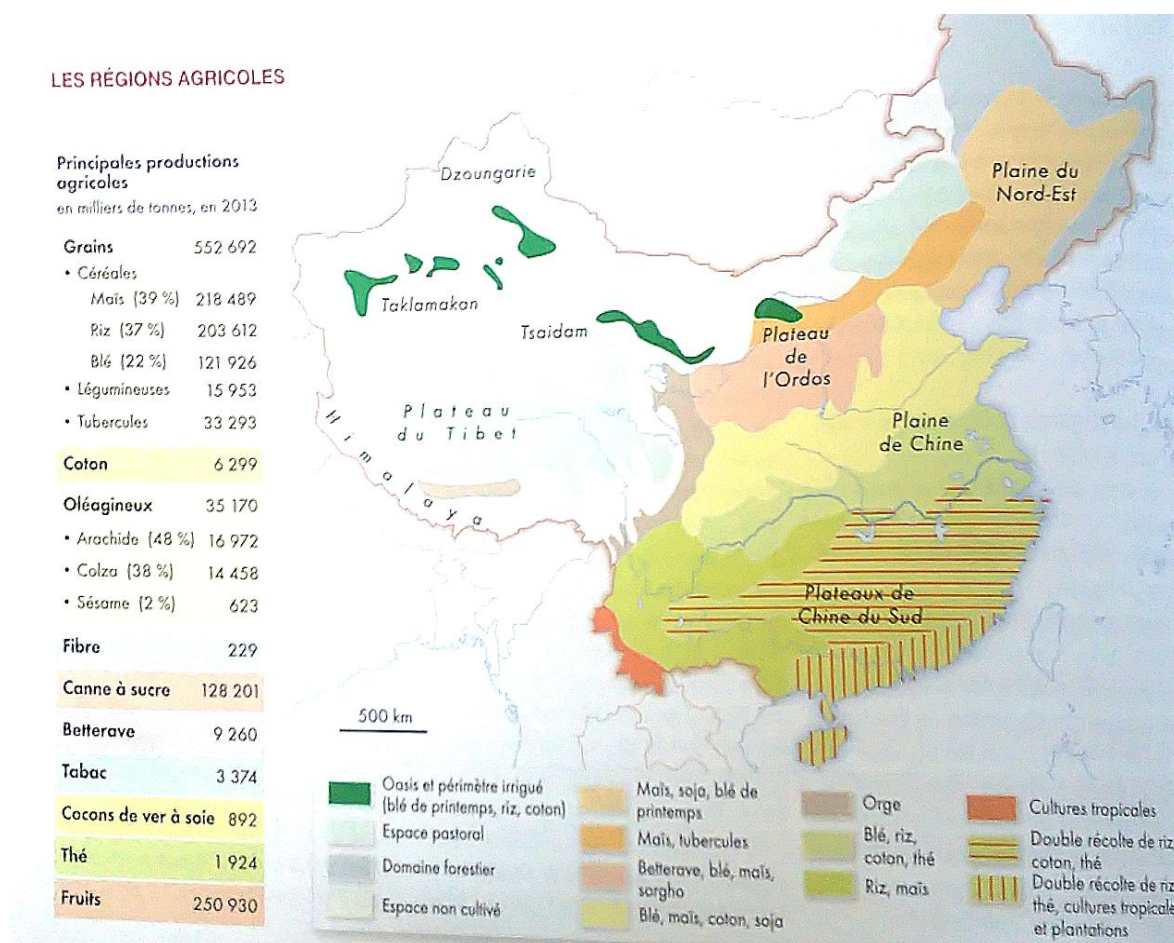 LES RÉGIONS AGRICOLES
Principales productions
agricoles
en milliers de tonnes, en 2013
Grains 552 692
• Céréales
Maïs (39 %) 218 489
Riz (37 %) 203 612
Blé (22 %) 121 926
• Légumineuses 15 953
• Tubercules 33 293
Coton 6 299
Oléagineux 35 170
• Arachide (48 %) 16 972
• Colza (38 %) 14 458
• Sésame (2 %) 623
Fibre 229
Canne à sucre 128 201
Betterave 9 260
Tabac 3 374
Cocons de ver à soie 892
Thé 1 924
Fruits 250 930
Dzoungarie
Taklamakan
Tsaidam
Plateau
du Tibet
Himalaya
Plaine du
Nord-Est
Plateau
de
l'Ordos
Plaine
de Chine
Plateaux de
Chine du Sud
500 km
Oasis et périmètre irrigué
(blé de printemps, riz, coton)
Espace pastoral
Domaine forestier
Espace non cultivé
Maïs, soja, blé de
printemps
Maïs, tubercules
Betterave, blé, maïs,
sorgho
Blé, maïs, coton, soja
Orge
Blé, riz,
coton, thé
Riz, maïs
Cultures tropicales
Double récolte de riz
coton, thé
Double récolte de riz
thé, cultures tropicale
et plantations